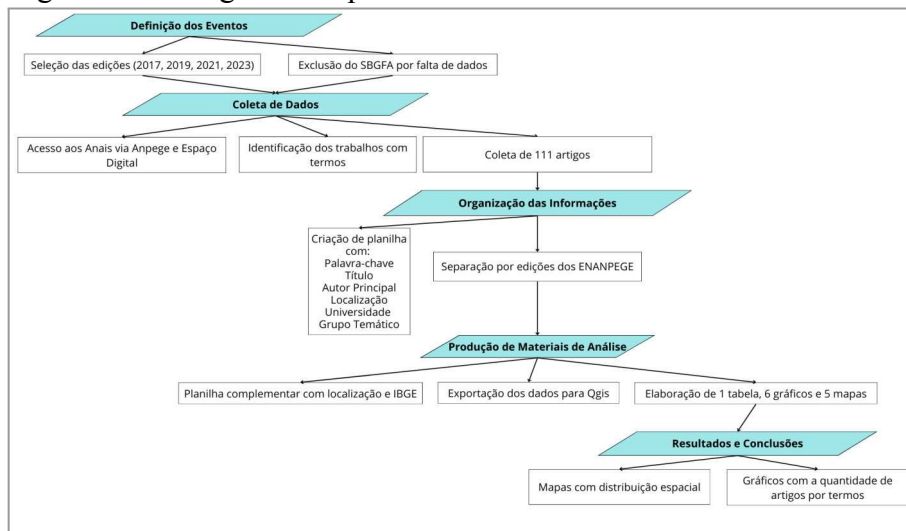 Definição dos Eventos
Seleção das edições (2017, 2019, 2021, 2023)
Exclusão do SBGFA por falta de dados
Coleta de Dados
Acesso aos Anais via Anpege e Espaço
Digital
Identificação dos trabalhos com
termos
Coleta de 111 artigos
Organização das Informações
Criação de planilha
com:
Palavra-chave
Título
Autor Principal
Localização
Universidade
Grupo Temático
Separação por edições dos ENANPEGE
Produção de Materiais de Análise
Planilha complementar com localização e IBGE
Exportação dos dados para Qgis
Elaboração de 1 tabela, 6 gráficos e 5 mapas
Resultados e Conclusões
Mapas com distribuição espacial
Gráficos com a quantidade de
artigos por termos